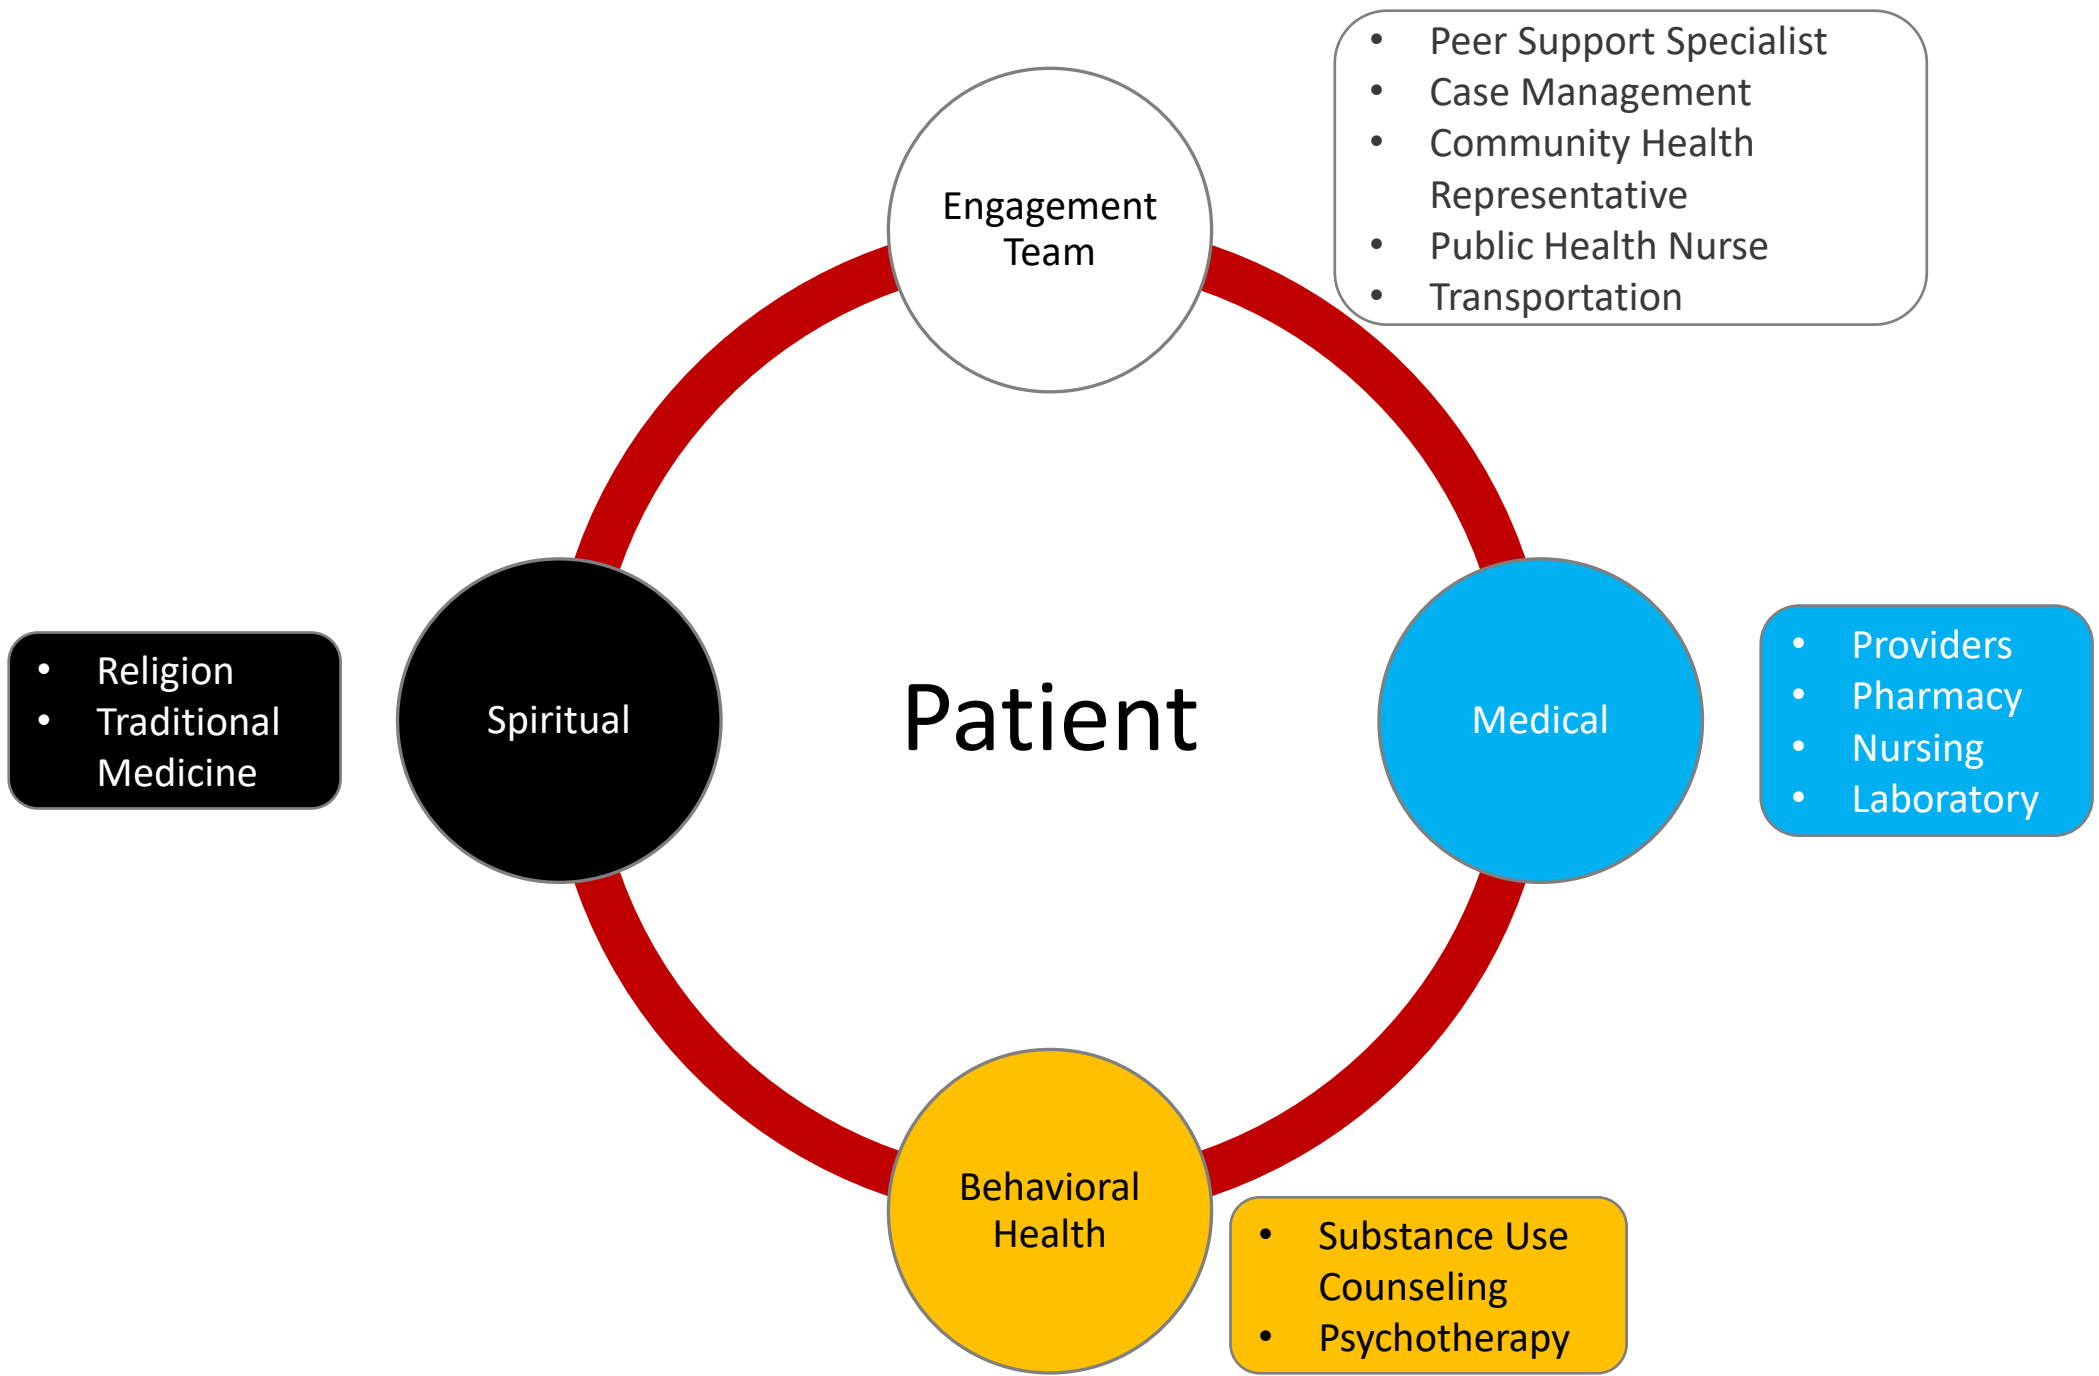 • Peer Support Specialist
• Case Management
• Community Health
Representative
• Public Health Nurse
• Transportation
Engagement
Team
• Religion
• Traditional
Medicine
Spiritual
Patient
Medical
• Providers
• Pharmacy
• Nursing
• Laboratory
Behavioral
Health
• Substance Use
Counseling
• Psychotherapy